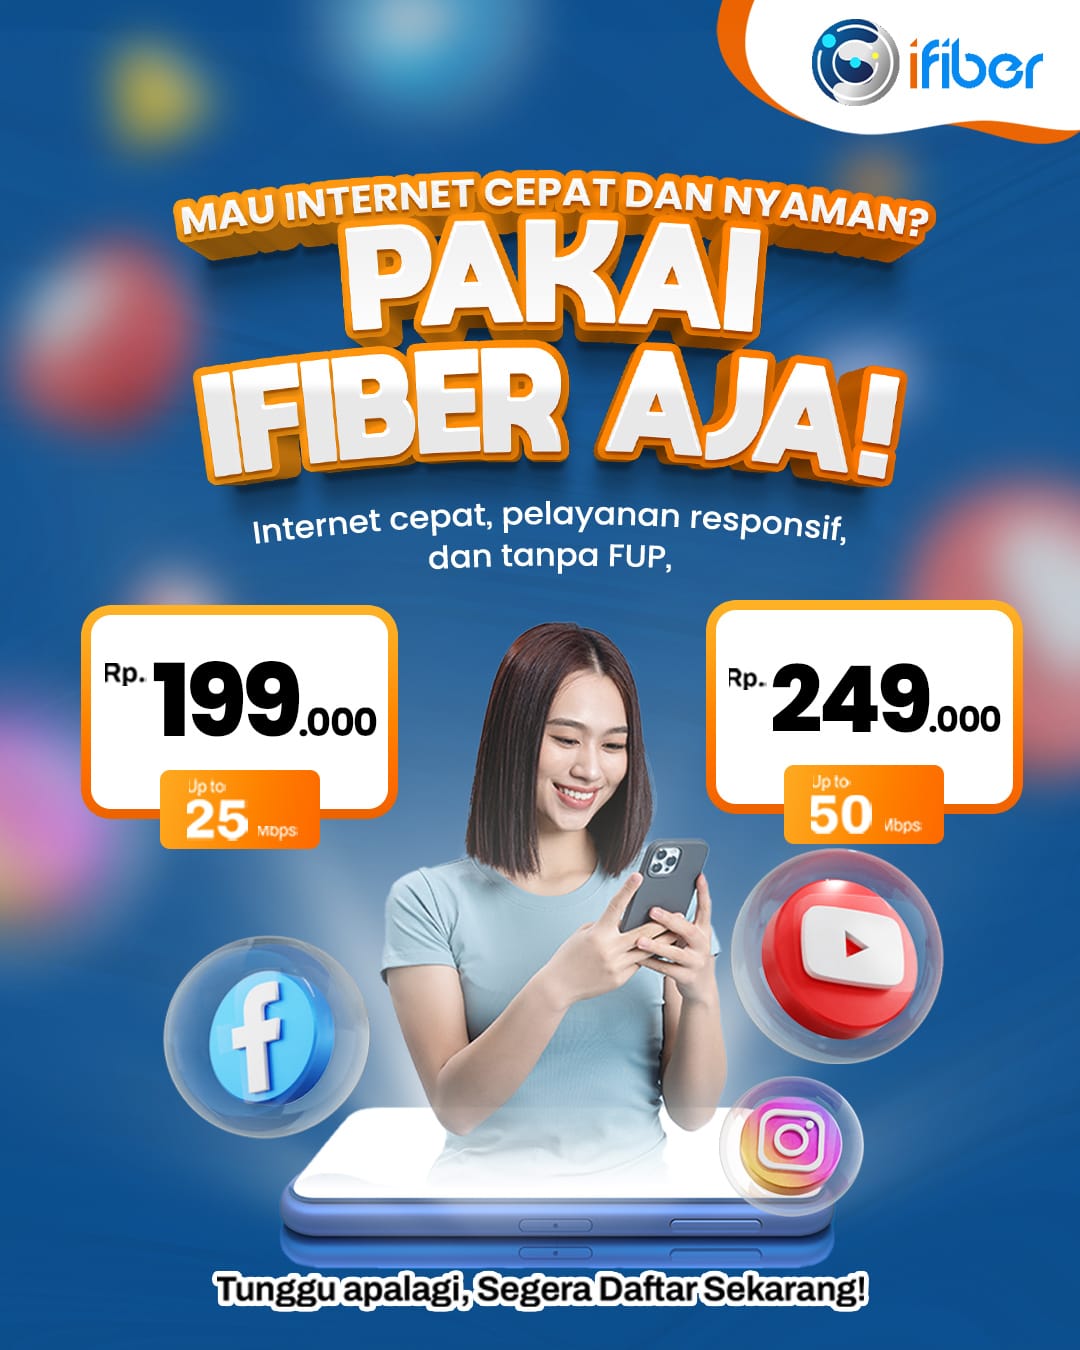 ifiber
MAU INTERNET CEPAT DAN NYAMAN?
PAKAI
IFIBER AJA!
Internet cepat, pelayanan responsif,
dan tanpa FUP,
Rp. 199.000
Up to
25 Mbps
Rp. 249.000
Up to
50 Mbps
Tunggu apalagi, Segera Daftar Sekarang!